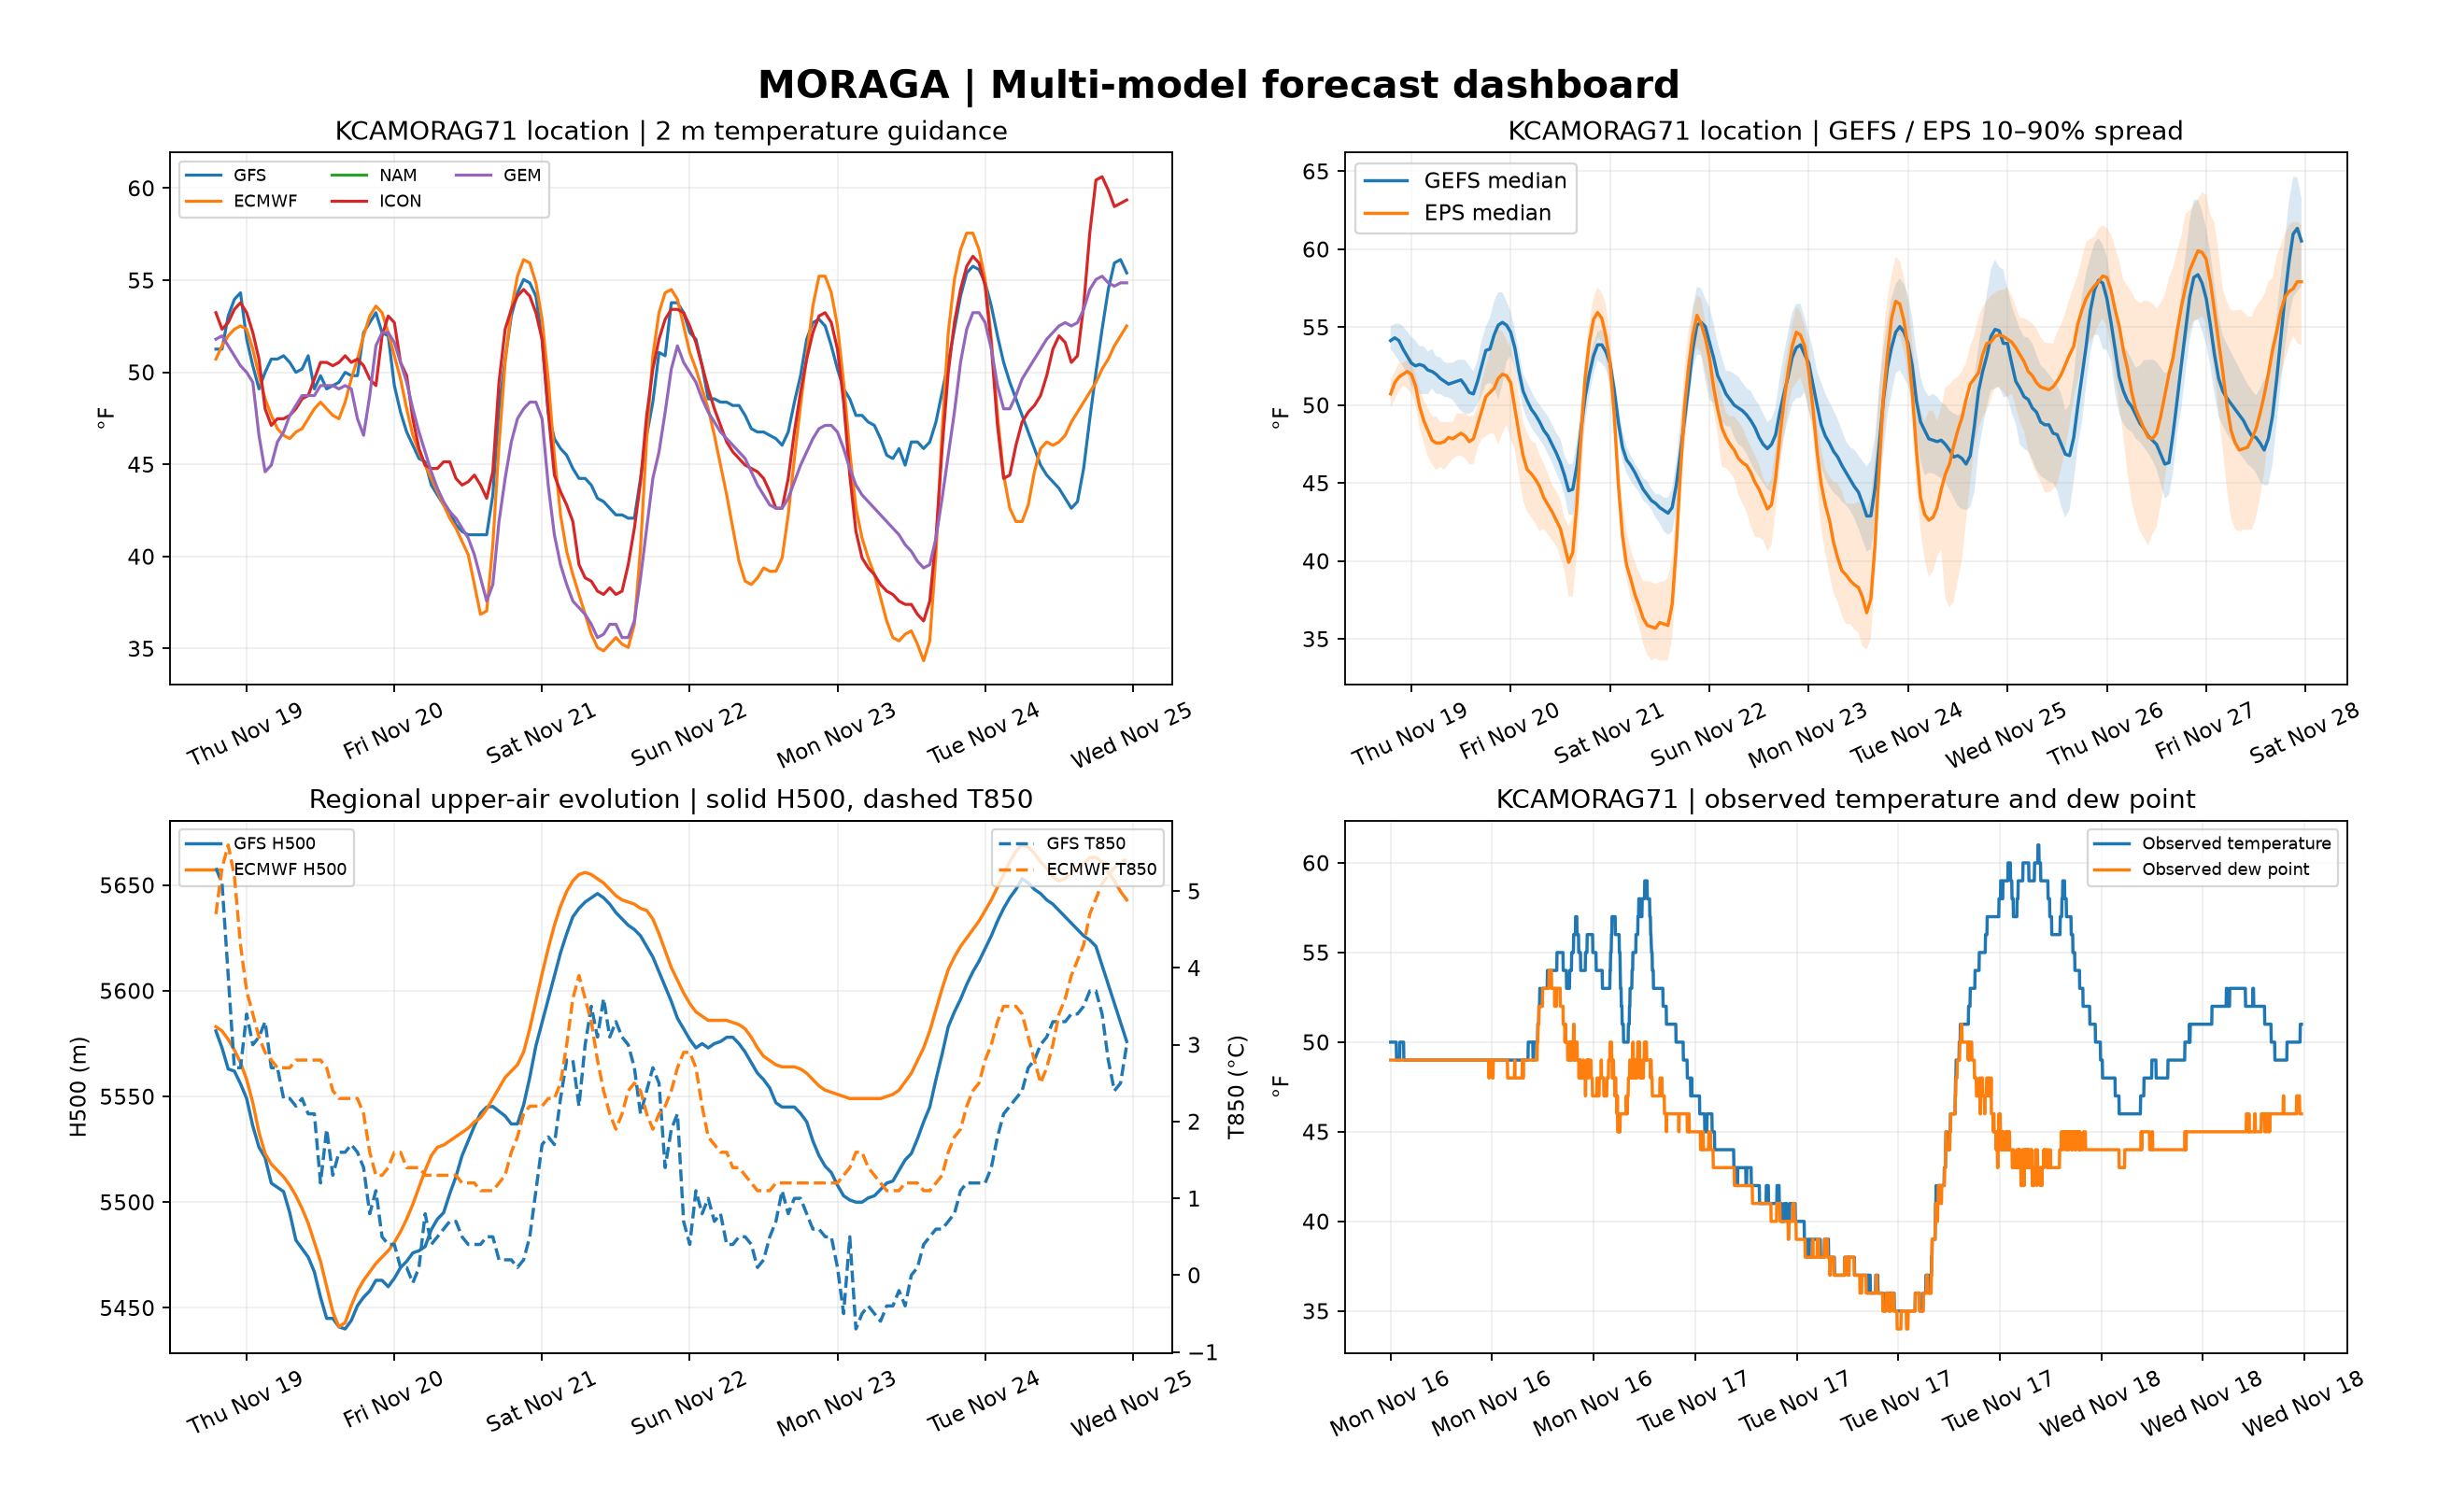 MORAGA | Multi-model forecast dashboard
KCAMORAG71 location | 2 m temperature guidance
GFS
ECMWF
NAM
ICON
GEM
°F
60
55
50
45
40
35
Thu Nov 19
Fri Nov 20
Sat Nov 21
Sun Nov 22
Mon Nov 23
Tue Nov 24
Wed Nov 25
KCAMORAG71 location | GEFS / EPS 10–90% spread
GEFS median
EPS median
°F
65
60
55
50
45
40
35
Thu Nov 19
Fri Nov 20
Sat Nov 21
Sun Nov 22
Mon Nov 23
Tue Nov 24
Wed Nov 25
Thu Nov 26
Fri Nov 27
Sat Nov 28
Regional upper-air evolution | solid H500, dashed T850
GFS H500
ECMWF H500
GFS T850
ECMWF T850
H500 (m)
5650
5600
5550
5500
5450
T850 (°C)
5
4
3
2
1
0
−1
Thu Nov 19
Fri Nov 20
Sat Nov 21
Sun Nov 22
Mon Nov 23
Tue Nov 24
Wed Nov 25
KCAMORAG71 | observed temperature and dew point
Observed temperature
Observed dew point
°F
60
55
50
45
40
35
Mon Nov 16
Mon Nov 16
Mon Nov 16
Tue Nov 17
Tue Nov 17
Tue Nov 17
Tue Nov 17
Wed Nov 18
Wed Nov 18
Wed Nov 18